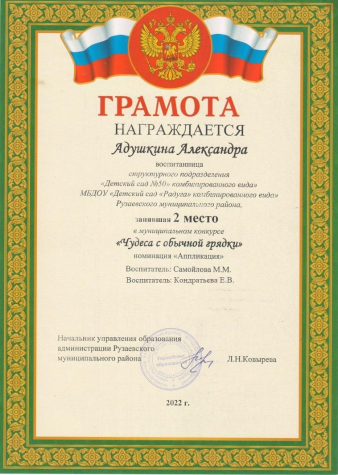 ГРАМОТА
НАГРАЖДАЕТСЯ
Адушкина Александра
воспитанница
структурного подразделения
«Детский сад №50» комбинированного вида»
МБДОУ «Детский сад «Радуга» комбинированного вида»
Рузаевского муниципального района,
занявшая 2 место
в муниципальном конкурсе
«Чудеса с обычной грядки»
номинация «Аппликация»
Воспитатель: Самойлова М.М.
Воспитатель: Кондратьева Е.В.
Начальник управления образования
администрации Рузаевского
муниципального района Л.Н.Ковырева
2022 г.